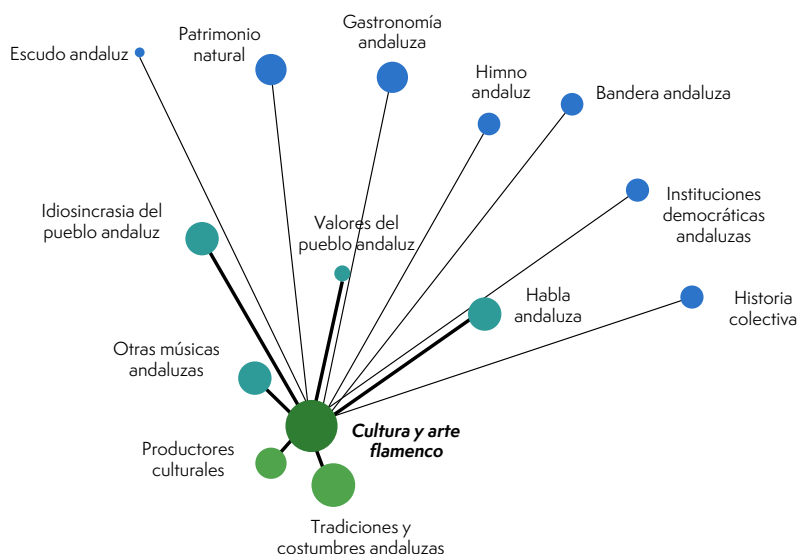 Escudo andaluz
Patrimonio
natural
Gastronomía
andaluza
Himno
andaluz
Bandera andaluza
Instituciones
democráticas
andaluzas
Idiosincrasia del
pueblo andaluz
Valores del
pueblo andaluz
Habla
andaluza
Historia
colectiva
Otras músicas
andaluzas
Cultura y arte
flamenco
Productores
culturales
Tradiciones y
costumbres andaluzas